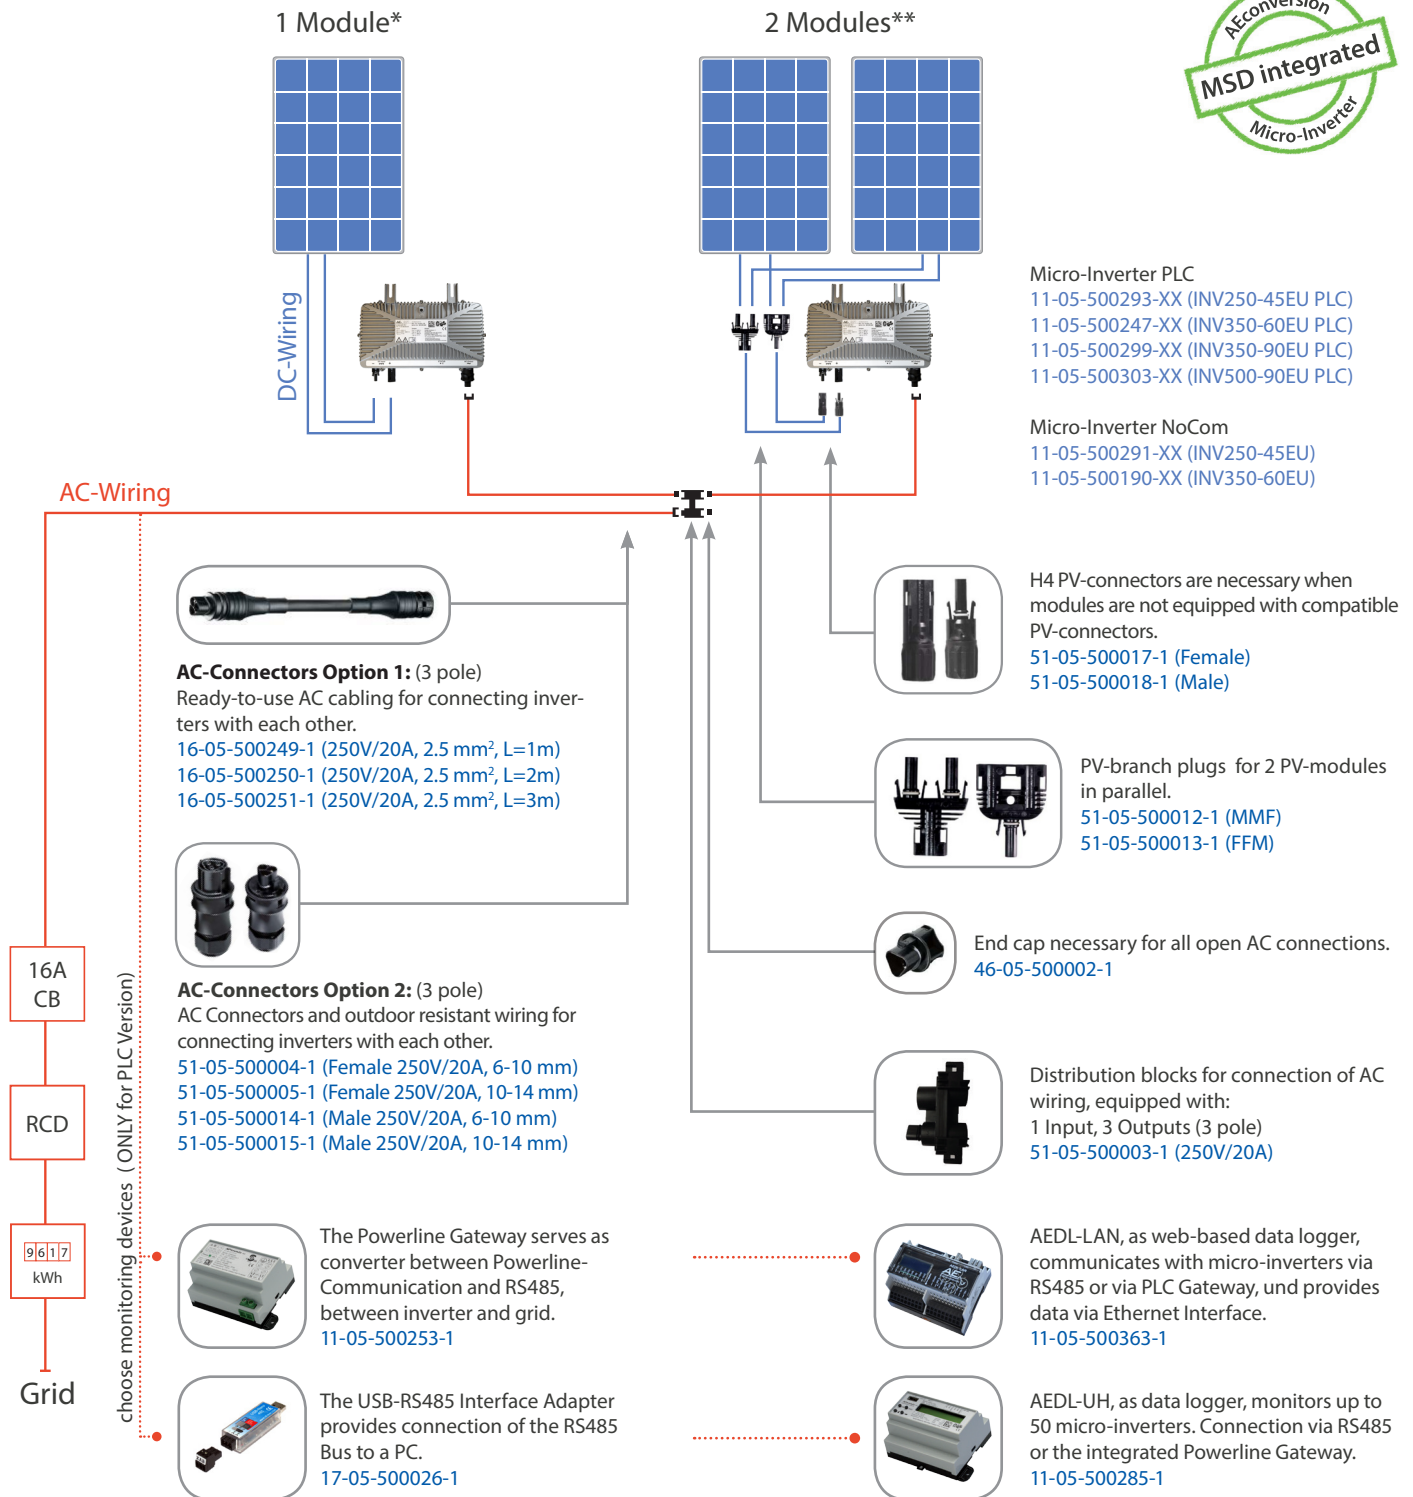 1 Module*
2 Modules**
AEconversion
MSD integrated
Micro-Inverter
DC-Wiring
Micro-Inverter PLC
11-05-500293-XX (INV250-45EU PLC)
11-05-500247-XX (INV350-60EU PLC)
11-05-500299-XX (INV350-90EU PLC)
11-05-500303-XX (INV500-90EU PLC)
Micro-Inverter NoCom
11-05-500291-XX (INV250-45EU)
11-05-500190-XX (INV350-60EU)
AC-Wiring
AC-Connectors Option 1: (3 pole)
Ready-to-use AC cabling for connecting inver-
ters with each other.
16-05-500249-1 (250V/20A, 2.5 mm², L=1m)
16-05-500250-1 (250V/20A, 2.5 mm², L=2m)
16-05-500251-1 (250V/20A, 2.5 mm², L=3m)
H4 PV-connectors are necessary when
modules are not equipped with compatible
PV-connectors.
51-05-500017-1 (Female)
51-05-500018-1 (Male)
PV-branch plugs for 2 PV-modules
in parallel.
51-05-500012-1 (MMF)
51-05-500013-1 (FFM)
End cap necessary for all open AC connections.
46-05-500002-1
AC-Connectors Option 2: (3 pole)
AC Connectors and outdoor resistant wiring for
connecting inverters with each other.
51-05-500004-1 (Female 250V/20A, 6-10 mm)
51-05-500005-1 (Female 250V/20A, 10-14 mm)
51-05-500014-1 (Male 250V/20A, 6-10 mm)
51-05-500015-1 (Male 250V/20A, 10-14 mm)
Distribution blocks for connection of AC
wiring, equipped with:
1 Input, 3 Outputs (3 pole)
51-05-500003-1 (250V/20A)
16A
CB
RCD
9617
kWh
Grid
choose monitoring devices ( ONLY for PLC Version)
The Powerline Gateway serves as
converter between Powerline-
Communication and RS485,
between inverter and grid.
11-05-500253-1
AEDL-LAN, as web-based data logger,
communicates with micro-inverters via
RS485 or via PLC Gateway, und provides
data via Ethernet Interface.
11-05-500363-1
The USB-RS485 Interface Adapter
provides connection of the RS485
Bus to a PC.
17-05-500026-1
AEDL-UH, as data logger, monitors up to
50 micro-inverters. Connection via RS485
or the integrated Powerline Gateway.
11-05-500285-1